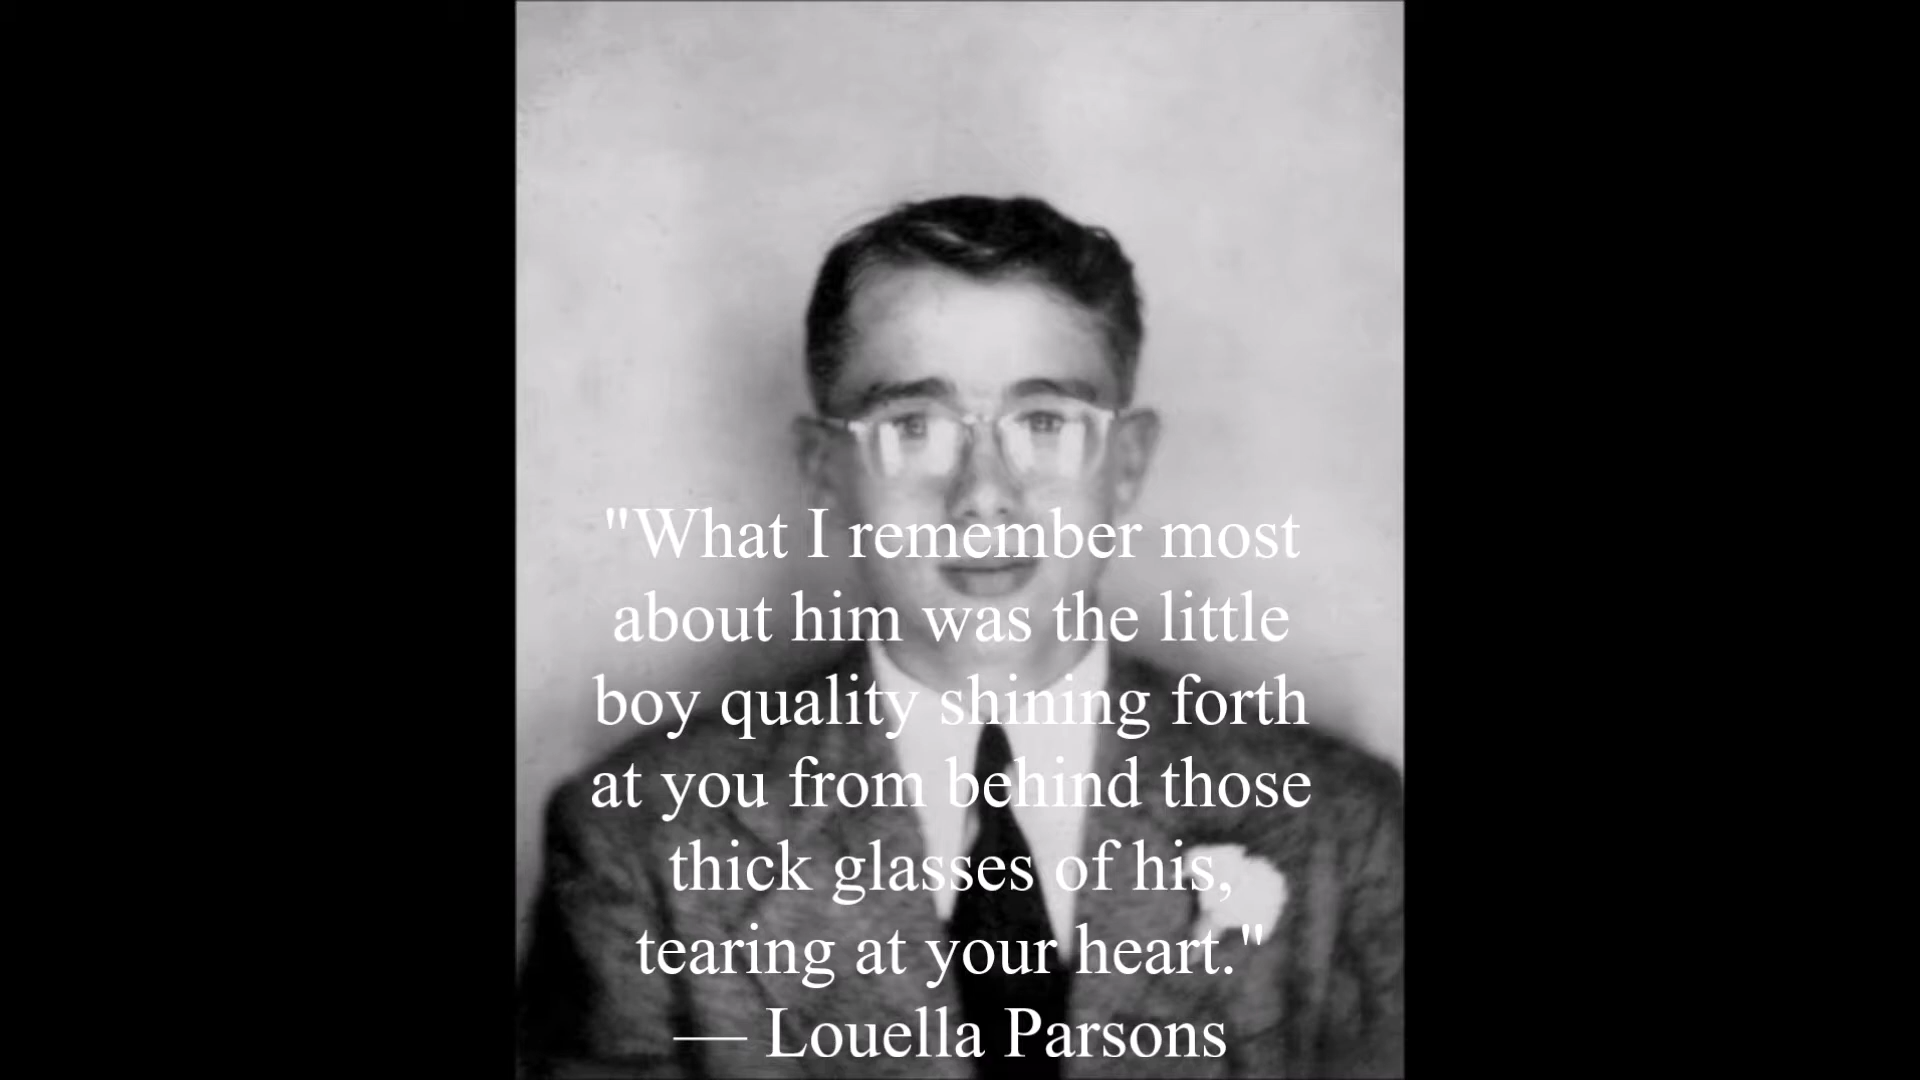 "What I remember most
about him was the little
boy quality shining forth
at you from behind those
thick glasses of his,
tearing at your heart."
— Louella Parsons